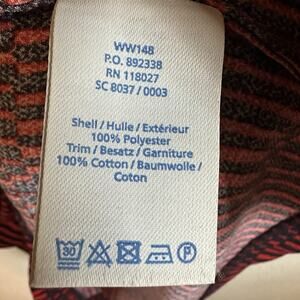 WW148
P.O. 892338
RN 118027
SC 8037 / 0003
Shell / Hulle / Extérieur
100% Polyester
Trim / Besatz / Garniture
100% Cotton / Baumwolle /
Coton
30 P